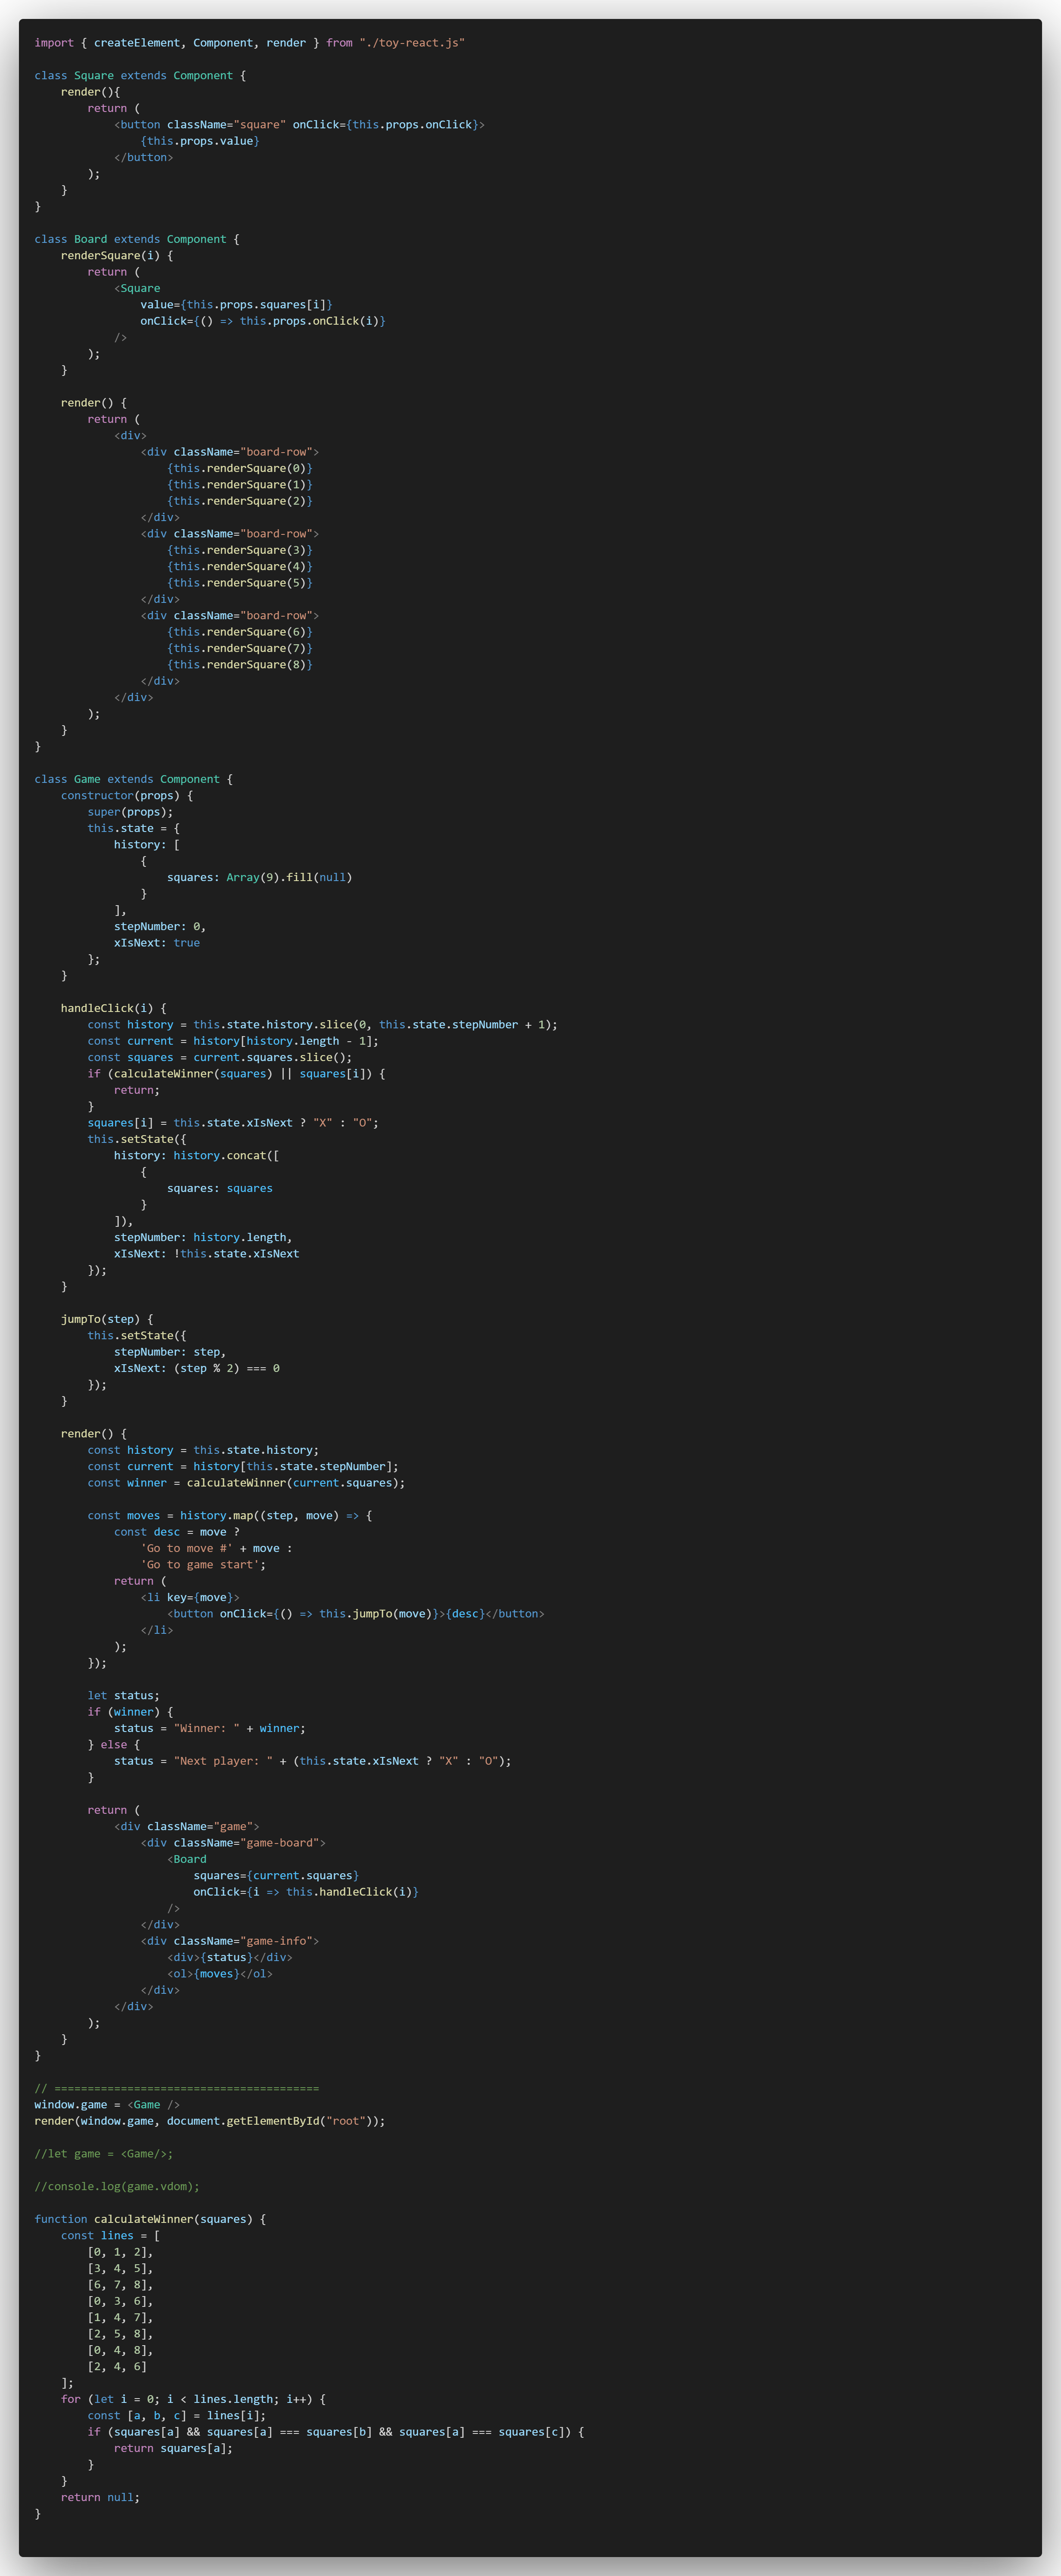 import { createElement, Component, render } from "./toy-react.js"

class Square extends Component {
    render(){
        return (
            <button className="square" onClick={this.props.onClick}>
                {this.props.value}
            </button>
        );
    }
}

class Board extends Component {
    renderSquare(i) {
        return (
            <Square
                value={this.props.squares[i]}
                onClick={() => this.props.onClick(i)}
            />
        );
    }

    render() {
        return (
            <div>
                <div className="board-row">
                    {this.renderSquare(0)}
                    {this.renderSquare(1)}
                    {this.renderSquare(2)}
                </div>
                <div className="board-row">
                    {this.renderSquare(3)}
                    {this.renderSquare(4)}
                    {this.renderSquare(5)}
                </div>
                <div className="board-row">
                    {this.renderSquare(6)}
                    {this.renderSquare(7)}
                    {this.renderSquare(8)}
                </div>
            </div>
        );
    }
}

class Game extends Component {
    constructor(props) {
        super(props);
        this.state = {
            history: [
                {
                    squares: Array(9).fill(null)
                }
            ],
            stepNumber: 0,
            xIsNext: true
        };
    }

    handleClick(i) {
        const history = this.state.history.slice(0, this.state.stepNumber + 1);
        const current = history[history.length - 1];
        const squares = current.squares.slice();
        if (calculateWinner(squares) || squares[i]) {
            return;
        }
        squares[i] = this.state.xIsNext ? "X" : "O";
        this.setState({
            history: history.concat([
                {
                    squares: squares
                }
            ]),
            stepNumber: history.length,
            xIsNext: !this.state.xIsNext
        });
    }

    jumpTo(step) {
        this.setState({
            stepNumber: step,
            xIsNext: (step % 2) === 0
        });
    }

    render() {
        const history = this.state.history;
        const current = history[this.state.stepNumber];
        const winner = calculateWinner(current.squares);

        const moves = history.map((step, move) => {
            const desc = move ?
                'Go to move #' + move :
                'Go to game start';
            return (
                <li key={move}>
                    <button onClick={() => this.jumpTo(move)}>{desc}</button>
                </li>
            );
        });

        let status;
        if (winner) {
            status = "Winner: " + winner;
        } else {
            status = "Next player: " + (this.state.xIsNext ? "X" : "O");
        }

        return (
            <div className="game">
                <div className="game-board">
                    <Board
                        squares={current.squares}
                        onClick={i => this.handleClick(i)}
                    />
                </div>
                <div className="game-info">
                    <div>{status}</div>
                    <ol>{moves}</ol>
                </div>
            </div>
        );
    }
}

// ========================================
window.game = <Game />
render(window.game, document.getElementById("root"));

//let game = <Game/>;

//console.log(game.vdom);

function calculateWinner(squares) {
    const lines = [
        [0, 1, 2],
        [3, 4, 5],
        [6, 7, 8],
        [0, 3, 6],
        [1, 4, 7],
        [2, 5, 8],
        [0, 4, 8],
        [2, 4, 6]
    ];
    for (let i = 0; i < lines.length; i++) {
        const [a, b, c] = lines[i];
        if (squares[a] && squares[a] === squares[b] && squares[a] === squares[c]) {
            return squares[a];
        }
    }
    return null;
}